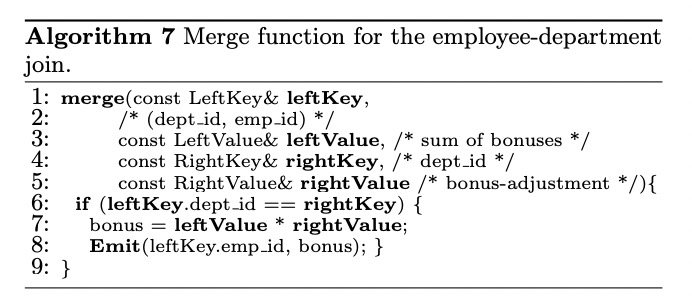 Algorithm 7 Merge function for the employee-department
join.
1: merge(const LeftKey& leftKey,
2: /* (dept_id, emp_id) */
3: const LeftValue& leftValue, /* sum of bonuses */
4: const RightKey& rightKey, /* dept_id */
5: const RightValue& rightValue /* bonus-adjustment */){
6: if (leftKey.dept_id == rightKey) {
7: bonus = leftValue * rightValue;
8: Emit(leftKey.emp_id, bonus); }
9: }